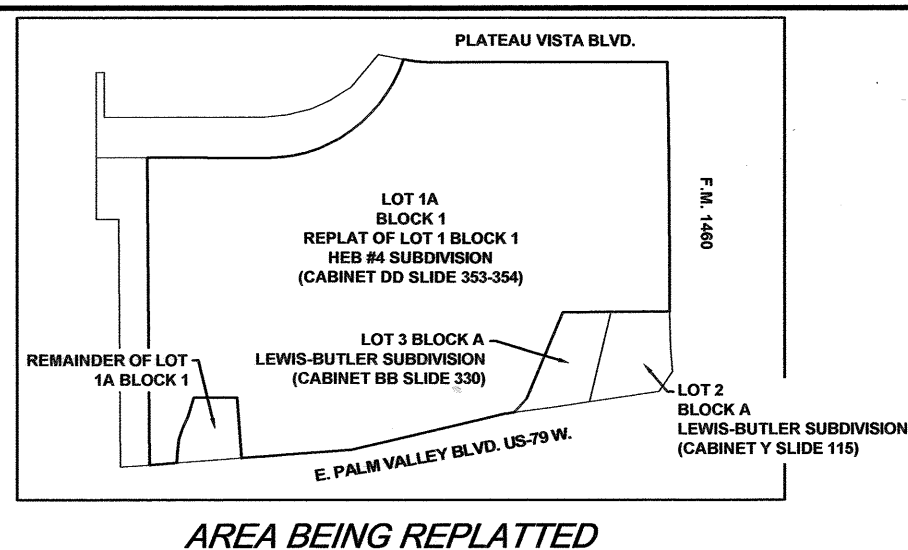 PLATEAU VISTA BLVD.
F.M. 1460
LOT 1A
BLOCK 1
REPLAT OF LOT 1 BLOCK 1
HEB #4 SUBDIVISION
(CABINET DD SLIDE 353-354)
LOT 3 BLOCK A
LEWIS-BUTLER SUBDIVISION
(CABINET BB SLIDE 330)
REMAINDER OF LOT
1A BLOCK 1
LOT 2
BLOCK A
LEWIS-BUTLER SUBDIVISION
(CABINET Y SLIDE 115)
E. PALM VALLEY BLVD. US-79 W.
AREA BEING REPLATTED